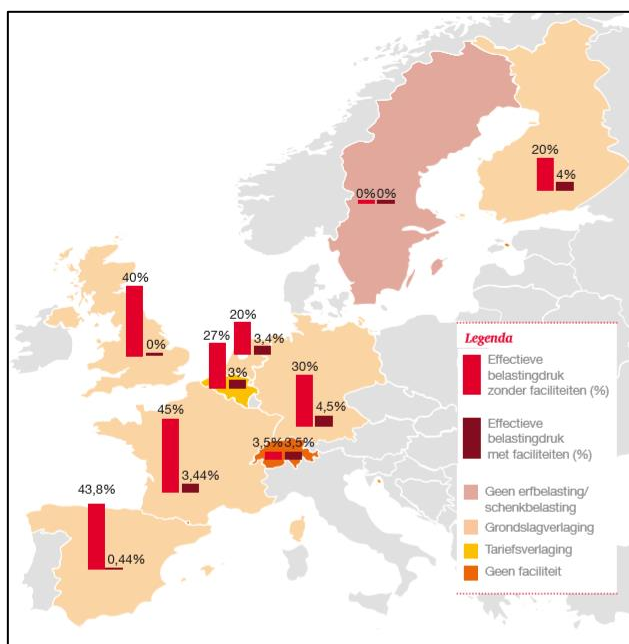 20%
4%
0% 0%
40%
0%
20%
3,4%
27%
3%
30%
4,5%
45%
3,44%
3,5% 3,5%
43,8%
0,44%
Legenda
Effectieve
belastingdruk
zonder faciliteiten (%)
Effectieve
belastingdruk
met faciliteiten (%)
Geen erfbelasting/
schenkbelasting
Grondslagverlaging
Tariefsverlaging
Geen faciliteit